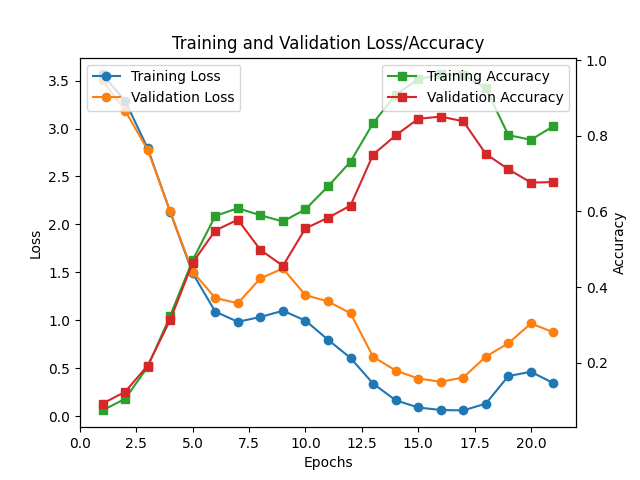 Training and Validation Loss/Accuracy
Training Loss
Validation Loss
Training Accuracy
Validation Accuracy
Loss
3.5
3.0
2.5
2.0
1.5
1.0
0.5
0.0
1.0
0.8
0.6
0.4
0.2
Accuracy
0.0 2.5 5.0 7.5 10.0 12.5 15.0 17.5 20.0
Epochs